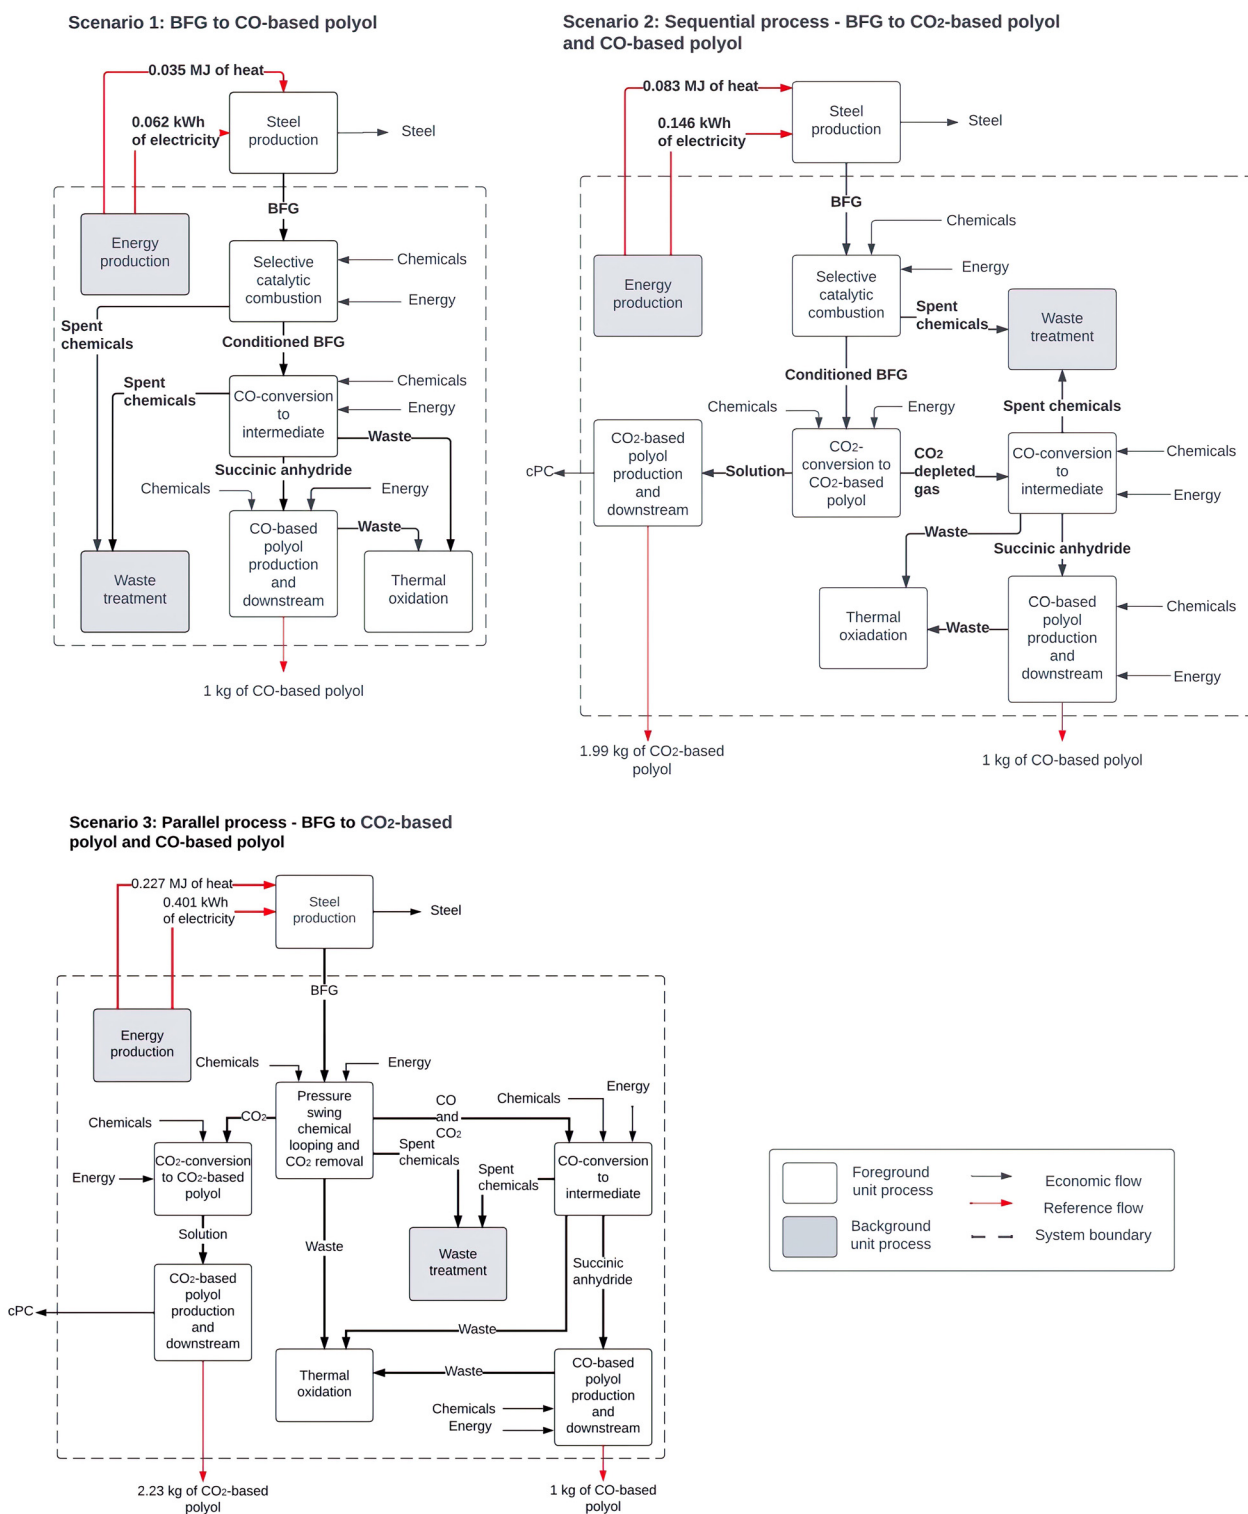 Scenario 1: BFG to CO-based polyol
0.035 MJ of heat
0.062 kWh
of electricity
Steel
production
Steel
BFG
Energy
production
Selective
catalytic
combustion
Chemicals
Energy
Spent
chemicals
Conditioned BFG
Spent
chemicals
CO-conversion
to
intermediate
Chemicals
Energy
Waste
Succinic anhydride
Chemicals
Energy
CO-based
polyol
production
and
downstream
Waste
Waste
treatment
Thermal
oxidation
1 kg of CO-based polyol
Scenario 2: Sequential process - BFG to CO2-based polyol
and CO-based polyol
0.083 MJ of heat
0.146 kWh
of electricity
Steel
production
Steel
BFG
Chemicals
Energy
Energy
production
Selective
catalytic
combustion
Spent
chemicals
Waste
treatment
Conditioned BFG
Chemicals
Energy
Spent chemicals
CO2-based
polyol
production
and
downstream
cPC
Solution
CO2-
conversion to
CO2-based
polyol
CO2
depleted
gas
CO-conversion
to
intermediate
Chemicals
Energy
Waste
Succinic anhydride
Thermal
oxiadation
Waste
CO-based
polyol
production
and
downstream
Chemicals
Energy
1.99 kg of CO2-based
polyol
1 kg of CO-based polyol
Scenario 3: Parallel process - BFG to CO2-based
polyol and CO-based polyol
0.227 MJ of heat
0.401 kWh
of electricity
Steel
production
Steel
BFG
Energy
production
Chemicals
Energy
Pressure
swing
chemical
looping and
CO2 removal
CO2
CO
and
CO2
Chemicals
Energy
Chemicals
Energy
CO2-conversion
to CO2-based
polyol
Spent
chemicals
Spent
chemicals
CO-conversion
to
intermediate
Solution
Waste
Waste
treatment
Succinic
anhydride
CO2-based
polyol
production
and
downstream
cPC
Waste
Thermal
oxidation
Waste
CO-based
polyol
production
and
downstream
Chemicals
Energy
2.23 kg of CO2-based
polyol
1 kg of CO-based
polyol
Foreground
unit process
Economic flow
Reference flow
Background
unit process
System boundary